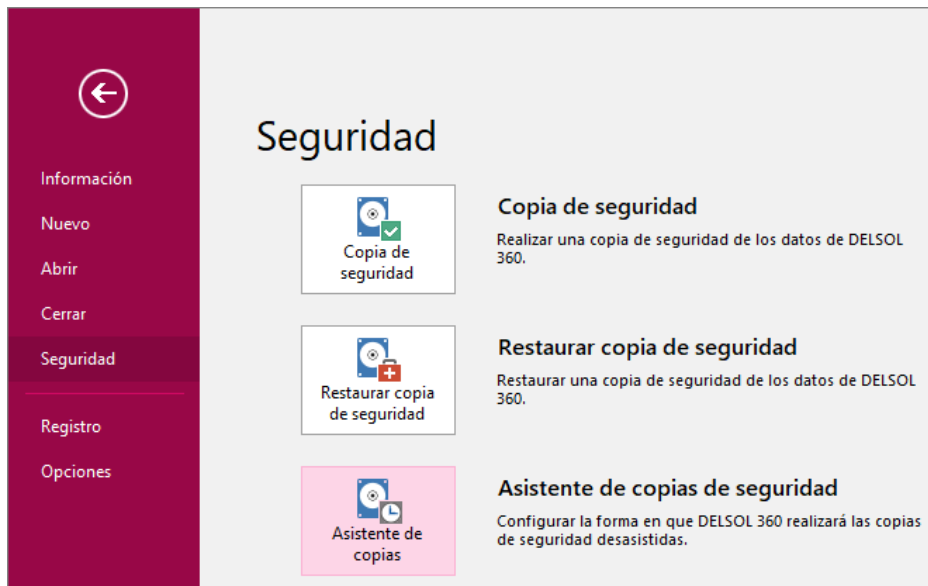 Información
Nuevo
Abrir
Cerrar
Seguridad
Registro
Opciones
Seguridad
Copia de
seguridad
Copia de seguridad
Realizar una copia de seguridad de los datos de DELSOL
360.
Restaurar copia
de seguridad
Restaurar copia de seguridad
Restaurar una copia de seguridad de los datos de DELSOL
360.
Asistente de
copias
Asistente de copias de seguridad
Configurar la forma en que DELSOL 360 realizará las copias
de seguridad desasistidas.